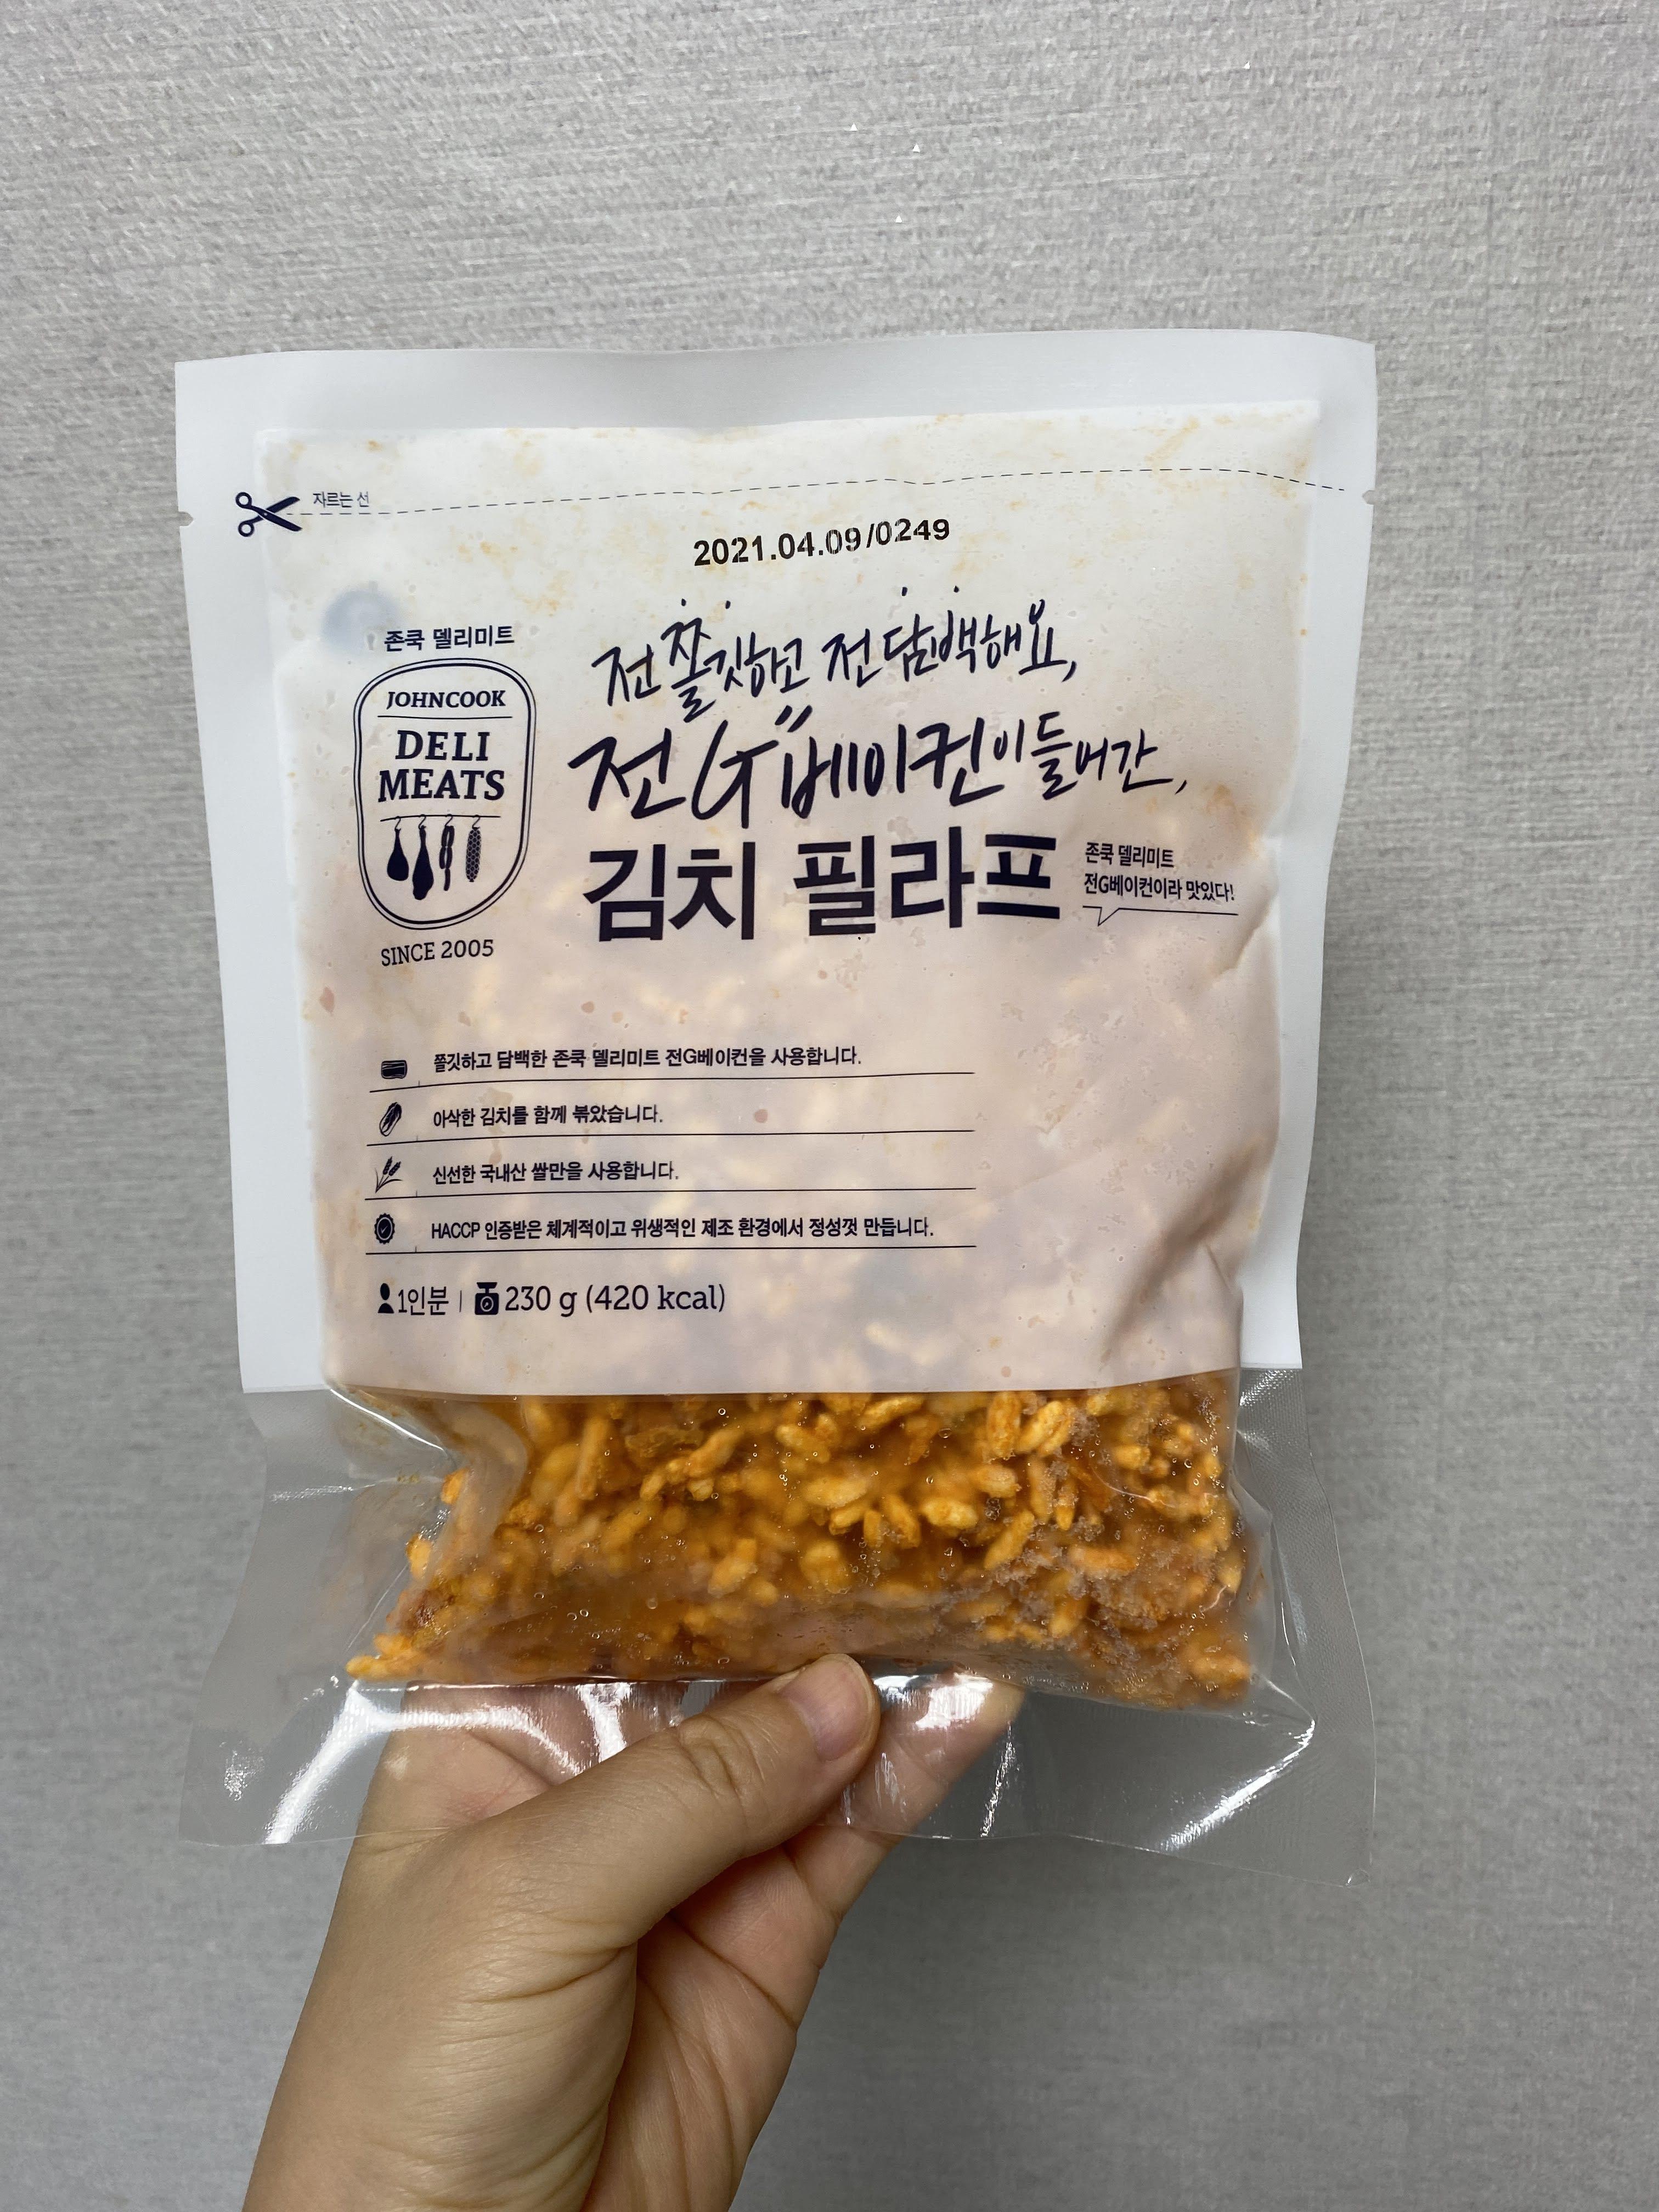 자르는 선
2021.04.09/0249
존쿡 델리미트
JOHNCOOK
DELI
MEATS
SINCE 2005
전 쫄깃하고 전 담백해요,
전G베이컨이 들어간,
김치 필라프
존쿡 델리미트
전G베이컨이라 맛있다!
쫄깃하고 담백한 존쿡 델리미트 전G베이컨을 사용합니다.
아삭한 김치를 함께 볶았습니다.
신선한 국내산 쌀만을 사용합니다.
HACCP 인증받은 체계적이고 위생적인 제조 환경에서 정성껏 만듭니다.
1인분 | 230 g (420 kcal)